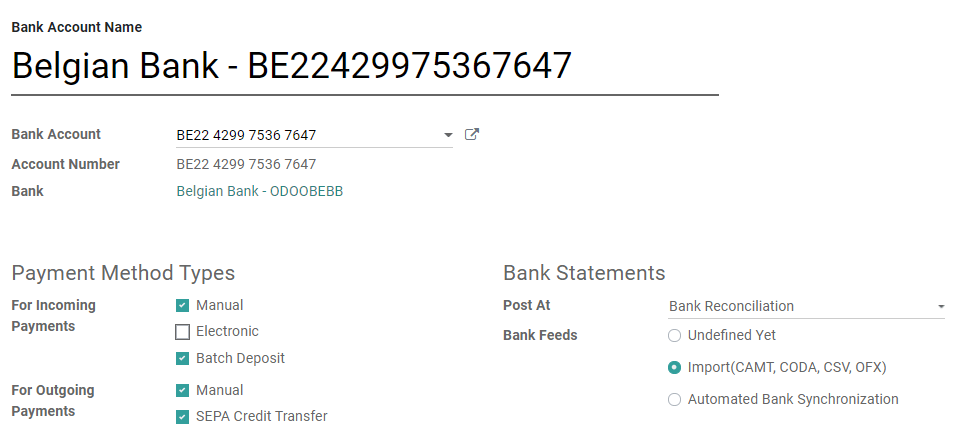 Bank Account Name
Belgian Bank - BE22429975367647
Bank Account BE22 4299 7536 7647
Account Number BE22 4299 7536 7647
Bank Belgian Bank - ODOOBEBB
Payment Method Types
For Incoming Payments
Manual
Electronic
Batch Deposit
For Outgoing Payments
Manual
SEPA Credit Transfer
Bank Statements
Post At Bank Reconciliation
Bank Feeds
Undefined Yet
Import(CAMT, CODA, CSV, OFX)
Automated Bank Synchronization